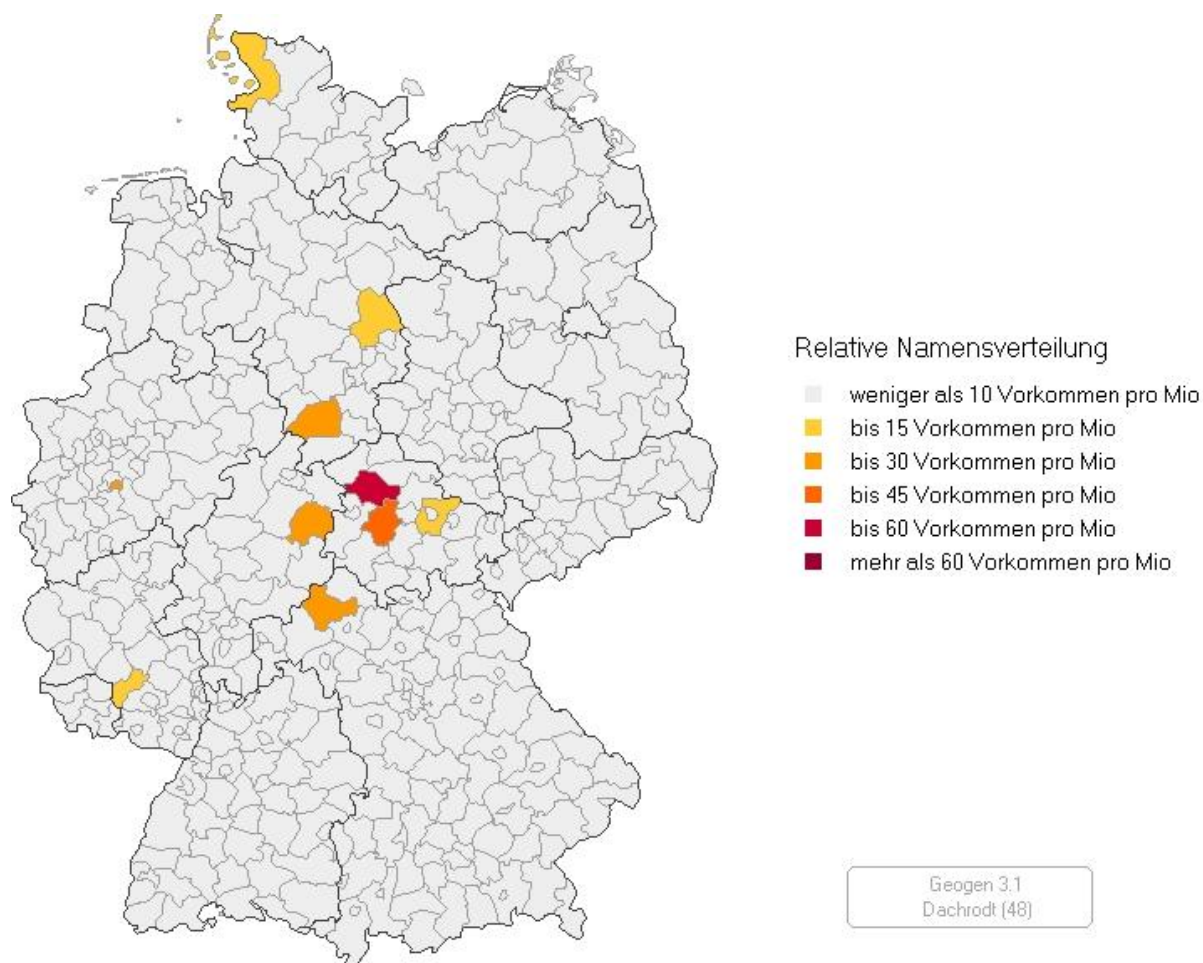 Relative Namensverteilung
weniger als 10 Vorkommen pro Mio
bis 15 Vorkommen pro Mio
bis 30 Vorkommen pro Mio
bis 45 Vorkommen pro Mio
bis 60 Vorkommen pro Mio
mehr als 60 Vorkommen pro Mio
Geogen 3.1
Dachrodt (48)